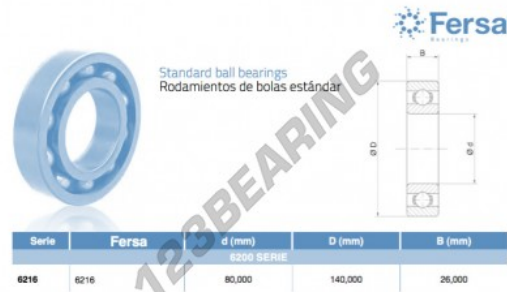 Fersa
Bearings
Standard ball bearings
Rodamientos de bolas estándar
B
Ø D
Ø d
123BEARING
Serie Fersa d (mm) D (mm) B (mm)
6200 SERIE
6216 6216 80,000 140,000 26,000